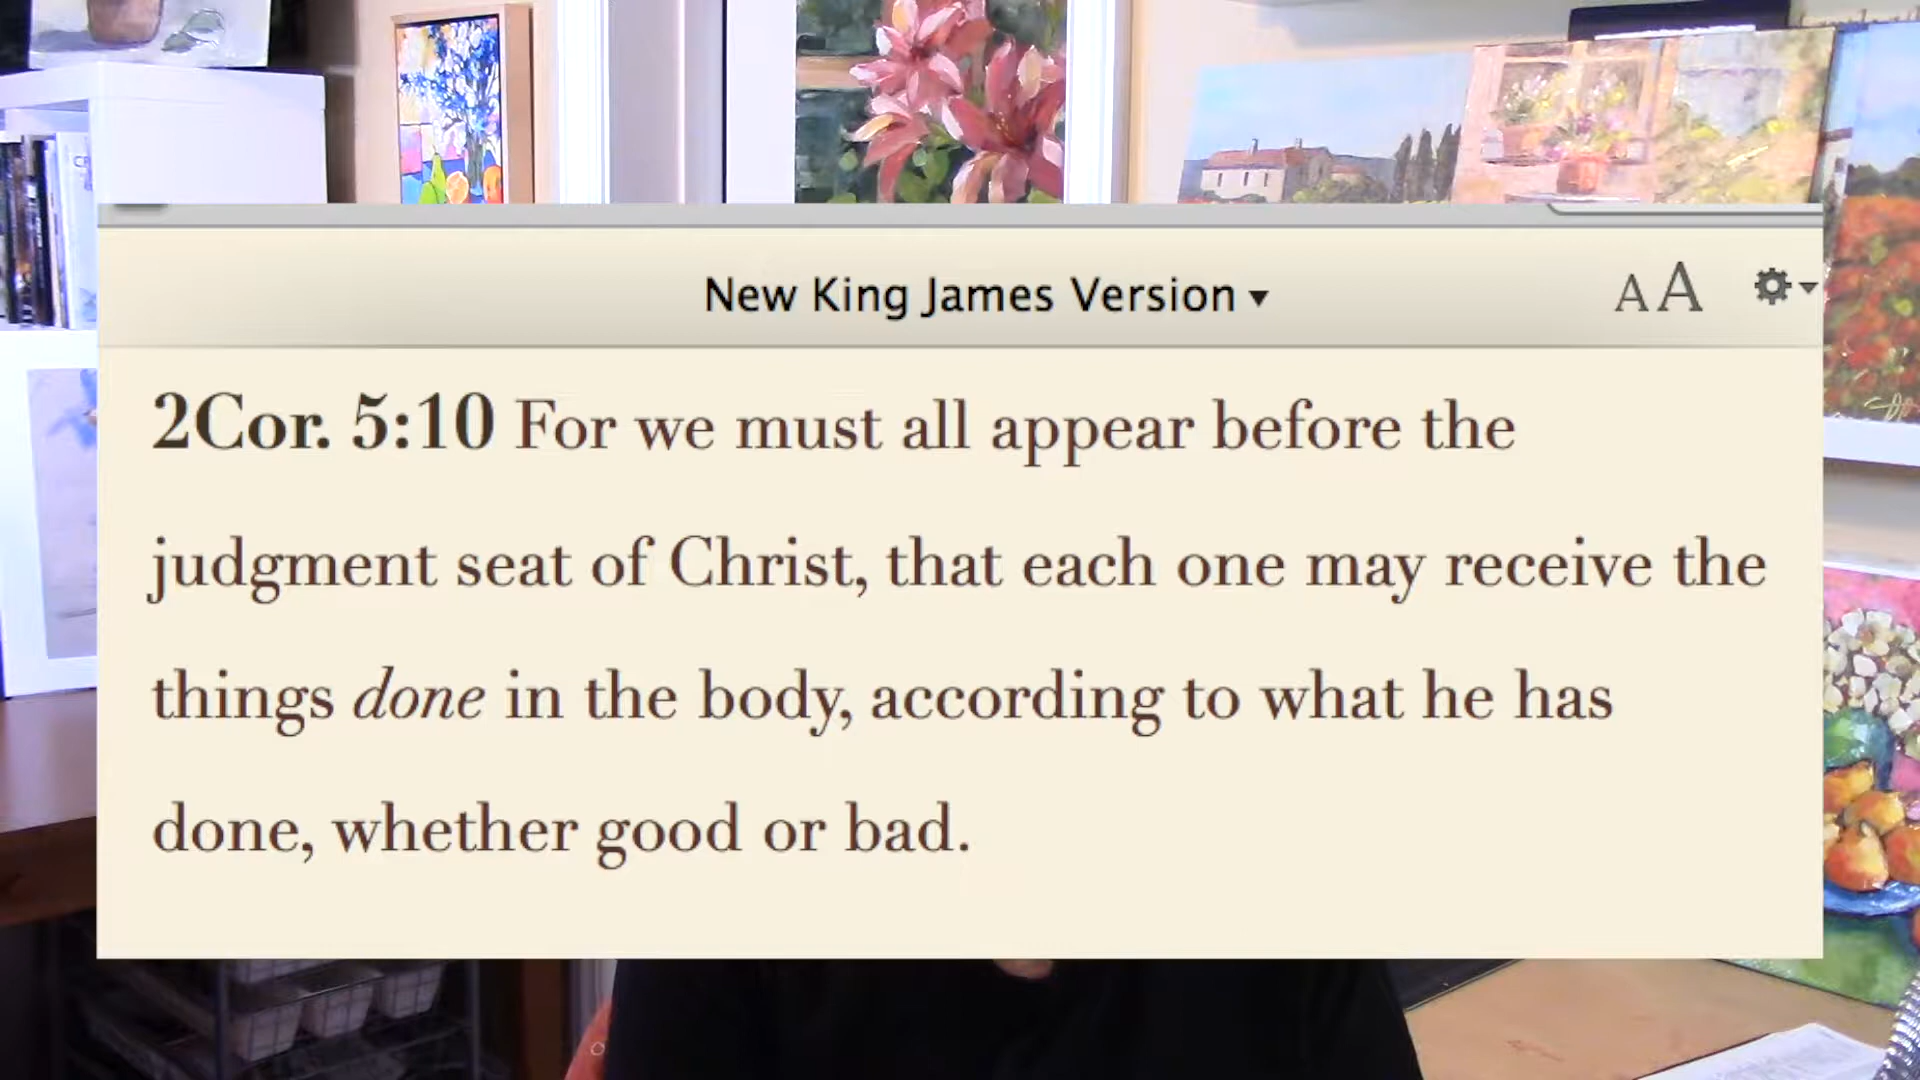 New King James Version ▾
A A
2Cor. 5:10 For we must all appear before the
judgment seat of Christ, that each one may receive the
things done in the body, according to what he has
done, whether good or bad.